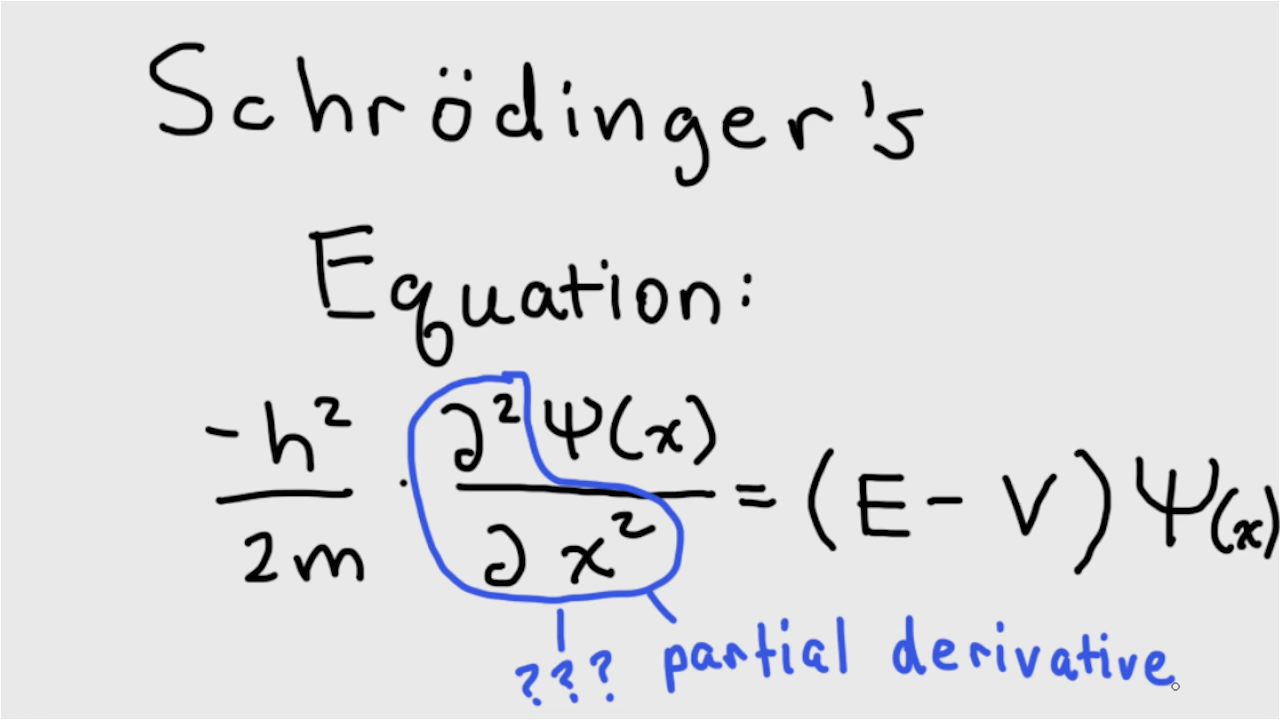 Schrödinger's
Equation:
-h²/2m · ∂²Ψ(x)/∂x² = (E - V) Ψ(x)
??? partial derivative